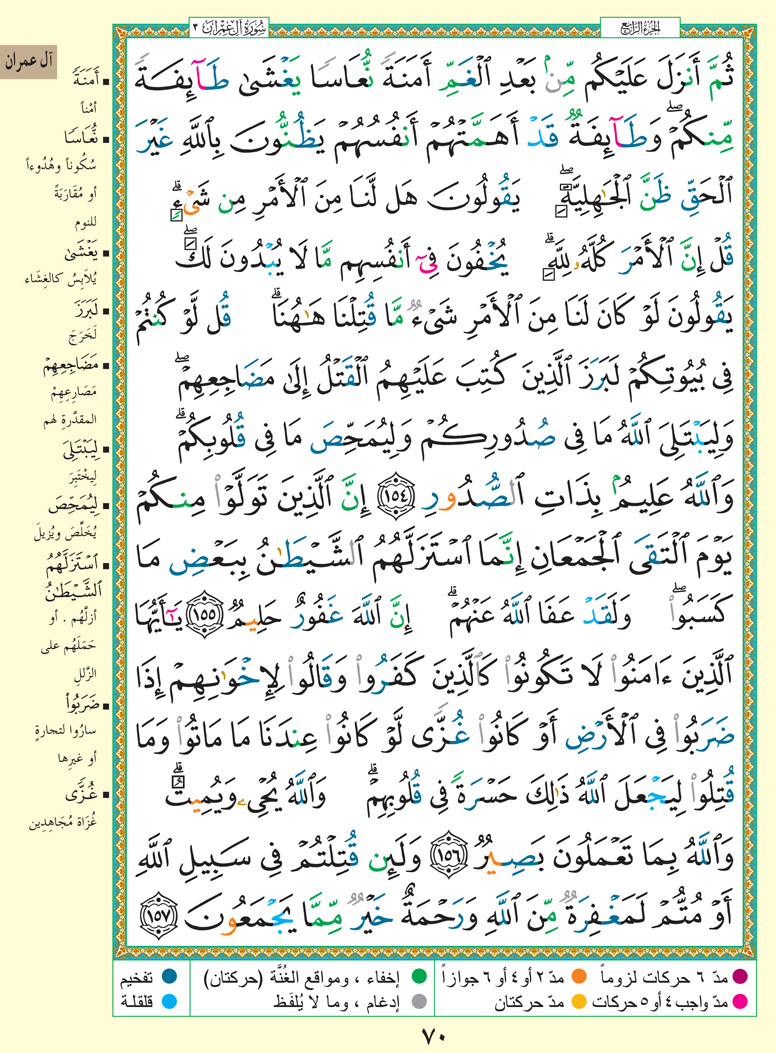 الجزء الرابع
سورة آل عمران ٣
آل عمران
ثُمَّ أَنزَلَ عَلَيْكُم مِّنۢ بَعْدِ ٱلْغَمِّ أَمَنَةً نُّعَاسًا يَغْشَىٰ طَآئِفَةً
مِّنكُمْ ۖ وَطَآئِفَةٌ قَدْ أَهَمَّتْهُمْ أَنفُسُهُمْ يَظُنُّونَ بِٱللَّهِ غَيْرَ
ٱلْحَقِّ ظَنَّ ٱلْجَٰهِلِيَّةِ ۖ يَقُولُونَ هَل لَّنَا مِنَ ٱلْأَمْرِ مِن شَىْءٍ ۗ
قُلْ إِنَّ ٱلْأَمْرَ كُلَّهُۥ لِلَّهِ ۗ يُخْفُونَ فِىٓ أَنفُسِهِم مَّا لَا يُبْدُونَ لَكَ ۖ
يَقُولُونَ لَوْ كَانَ لَنَا مِنَ ٱلْأَمْرِ شَىْءٌ مَّا قُتِلْنَا هَٰهُنَا ۗ قُل لَّوْ كُنتُمْ
فِى بُيُوتِكُمْ لَبَرَزَ ٱلَّذِينَ كُتِبَ عَلَيْهِمُ ٱلْقَتْلُ إِلَىٰ مَضَاجِعِهِمْ ۖ
وَلِيَبْتَلِىَ ٱللَّهُ مَا فِى صُدُورِكُمْ وَلِيُمَحِّصَ مَا فِى قُلُوبِكُمْ ۗ
وَٱللَّهُ عَلِيمٌۢ بِذَاتِ ٱلصُّدُورِ ١٥٤ إِنَّ ٱلَّذِينَ تَوَلَّوْا۟ مِنكُمْ
يَوْمَ ٱلْتَقَى ٱلْجَمْعَانِ إِنَّمَا ٱسْتَزَلَّهُمُ ٱلشَّيْطَٰنُ بِبَعْضِ مَا
كَسَبُوا۟ ۖ وَلَقَدْ عَفَا ٱللَّهُ عَنْهُمْ ۗ إِنَّ ٱللَّهَ غَفُورٌ حَلِيمٌ ١٥٥ يَٰٓأَيُّهَا
ٱلَّذِينَ ءَامَنُوا۟ لَا تَكُونُوا۟ كَٱلَّذِينَ كَفَرُوا۟ وَقَالُوا۟ لِإِخْوَٰنِهِمْ إِذَا
ضَرَبُوا۟ فِى ٱلْأَرْضِ أَوْ كَانُوا۟ غُزًّى لَّوْ كَانُوا۟ عِندَنَا مَا مَاتُوا۟ وَمَا
قُتِلُوا۟ لِيَجْعَلَ ٱللَّهُ ذَٰلِكَ حَسْرَةً فِى قُلُوبِهِمْ ۗ وَٱللَّهُ يُحْىِۦ وَيُمِيتُ ۗ
وَٱللَّهُ بِمَا تَعْمَلُونَ بَصِيرٌ ١٥٦ وَلَئِن قُتِلْتُمْ فِى سَبِيلِ ٱللَّهِ
أَوْ مُتُّمْ لَمَغْفِرَةٌ مِّنَ ٱللَّهِ وَرَحْمَةٌ خَيْرٌ مِّمَّا يَجْمَعُونَ ١٥٧
أَمَنَةً
أمْناً
نُّعَاسًا
سُكُوناً وهُدُوءاً
أو مُقَارَبَةً
للنوم
يَغْشَىٰ
يُلابِسُ كالغِشَاء
لَبَرَزَ
لَخَرَجَ
مَضَاجِعِهِمْ
مَصَارِعِهِمْ
المقدَّرةِ لهم
لِيَبْتَلِىَ
لِيخْتَبِرَ
لِيُمَحِّصَ
يُخَلِّصَ ويُزيلَ
ٱسْتَزَلَّهُمُ
ٱلشَّيْطَٰنُ
أزلَّهُم . أو
حَمَلَهُم على
الزَّلَلِ
ضَرَبُوا۟
سارُوا لتجارةٍ
أو غيرِها
غُزًّى
غُزَاة مُجَاهِدِين
مدّ ٦ حركات لزوماً
مدّ ٢ أو ٤ أو ٦ جوازاً
إخفاء ، ومواقع الغُنَّة (حركتان)
تفخيم
مدّ واجب ٤ أو ٥ حركات
مدّ حركتان
إدغام ، وما لا يُلفَظ
قلقلة
٧٠